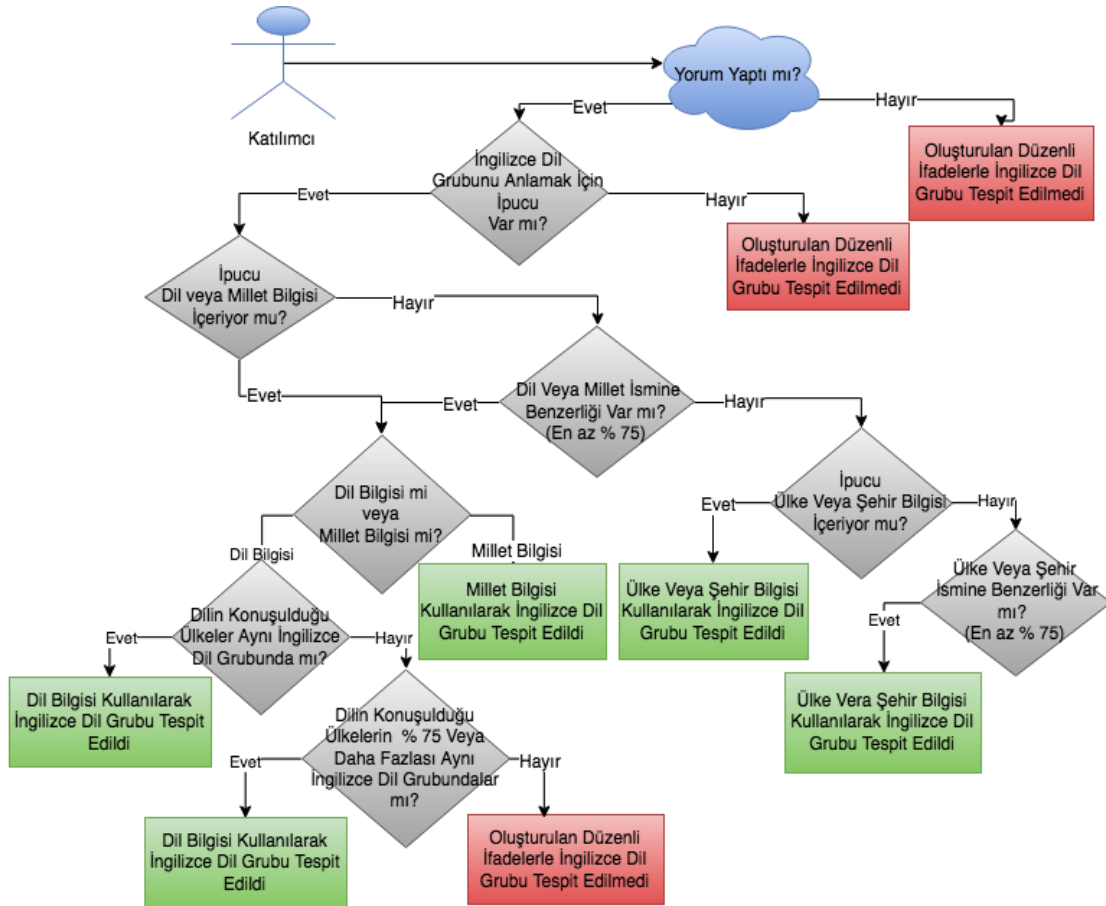 Yorum Yaptı mı?
Katılımcı
Evet
Hayır
Oluşturulan Düzenli
İfadelerle İngilizce Dil
Grubu Tespit Edilmedi
İngilizce Dil
Grubunu Anlamak İçin
İpucu
Var mı?
Evet
Hayır
Oluşturulan Düzenli
İfadelerle İngilizce Dil
Grubu Tespit Edilmedi
İpucu
Dil veya Millet Bilgisi
İçeriyor mu?
Hayır
Evet
Dil Veya Millet İsmine
Benzerliği Var mı?
(En az % 75)
Evet
Hayır
Dil Bilgisi mi
veya
Millet Bilgisi mi?
Dil Bilgisi
Millet Bilgisi
Millet Bilgisi
Kullanılarak İngilizce Dil
Grubu Tespit Edildi
İpucu
Ülke Veya Şehir Bilgisi
İçeriyor mu?
Evet
Hayır
Ülke Veya Şehir Bilgisi
Kullanılarak İngilizce Dil
Grubu Tespit Edildi
Ülke Veya Şehir
İsmine Benzerliği Var
mı?
(En az % 75)
Evet
Ülke Vera Şehir Bilgisi
Kullanılarak İngilizce Dil
Grubu Tespit Edildi
Dilin Konuşulduğu
Ülkeler Aynı İngilizce
Dil Grubunda mı?
Evet
Hayır
Dil Bilgisi Kullanılarak
İngilizce Dil Grubu Tespit
Edildi
Dilin Konuşulduğu
Ülkelerin % 75 Veya
Daha Fazlası Aynı
İngilizce Dil Grubundalar
mı?
Evet
Hayır
Dil Bilgisi Kullanılarak
İngilizce Dil Grubu Tespit
Edildi
Oluşturulan Düzenli
İfadelerle İngilizce Dil
Grubu Tespit Edilmedi